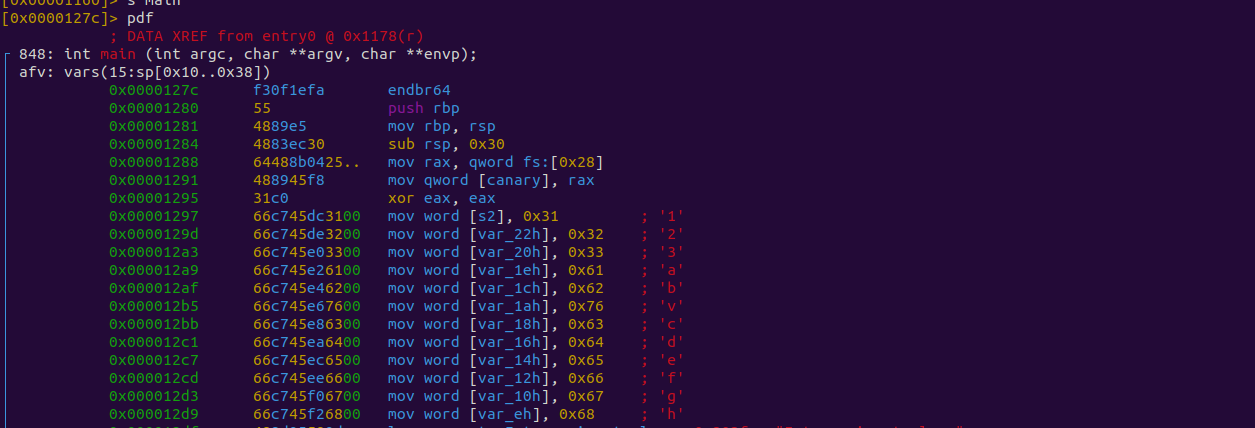 [0x00001160]> s main
[0x0000127c]> pdf
; DATA XREF from entry0 @ 0x1178(r)
848: int main (int argc, char **argv, char **envp);
afv: vars(15:sp[0x10..0x38])
0x0000127c f30f1efa endbr64
0x00001280 55 push rbp
0x00001281 4889e5 mov rbp, rsp
0x00001284 4883ec30 sub rsp, 0x30
0x00001288 64488b0425.. mov rax, qword fs:[0x28]
0x00001291 488945f8 mov qword [canary], rax
0x00001295 31c0 xor eax, eax
0x00001297 66c745dc3100 mov word [s2], 0x31 ; '1'
0x0000129d 66c745de3200 mov word [var_22h], 0x32 ; '2'
0x000012a3 66c745e03300 mov word [var_20h], 0x33 ; '3'
0x000012a9 66c745e26100 mov word [var_1eh], 0x61 ; 'a'
0x000012af 66c745e46200 mov word [var_1ch], 0x62 ; 'b'
0x000012b5 66c745e67600 mov word [var_1ah], 0x76 ; 'v'
0x000012bb 66c745e86300 mov word [var_18h], 0x63 ; 'c'
0x000012c1 66c745ea6400 mov word [var_16h], 0x64 ; 'd'
0x000012c7 66c745ec6500 mov word [var_14h], 0x65 ; 'e'
0x000012cd 66c745ee6600 mov word [var_12h], 0x66 ; 'f'
0x000012d3 66c745f06700 mov word [var_10h], 0x67 ; 'g'
0x000012d9 66c745f26800 mov word [var_eh], 0x68 ; 'h'